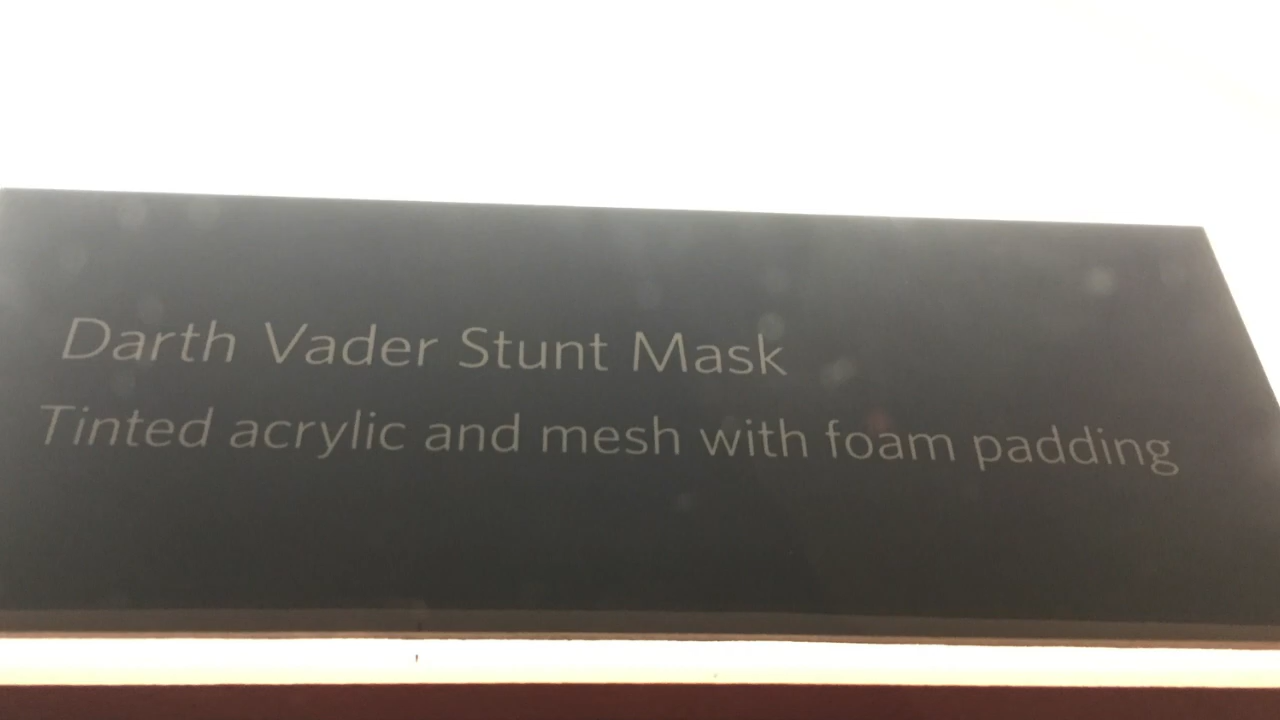 Darth Vader Stunt Mask
Tinted acrylic and mesh with foam padding